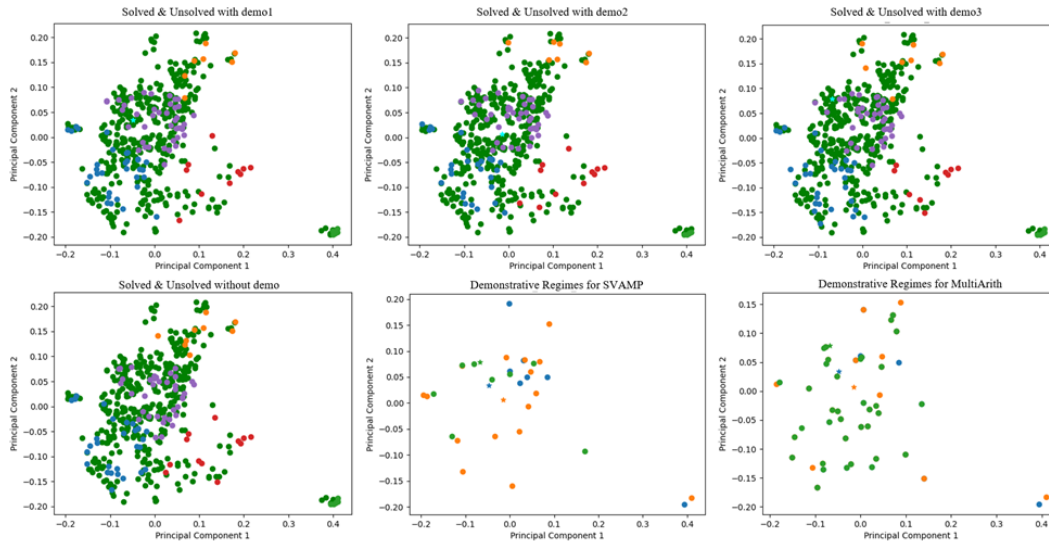 Solved & Unsolved with demo1
Solved & Unsolved with demo2
Solved & Unsolved with demo3
Principal Component 2
0.20
0.15
0.10
0.05
0.00
−0.05
−0.10
−0.15
−0.20
−0.2 −0.1 0.0 0.1 0.2 0.3 0.4
Principal Component 1
Principal Component 2
0.20
0.15
0.10
0.05
0.00
−0.05
−0.10
−0.15
−0.20
−0.2 −0.1 0.0 0.1 0.2 0.3 0.4
Principal Component 1
Principal Component 2
0.20
0.15
0.10
0.05
0.00
−0.05
−0.10
−0.15
−0.20
−0.2 −0.1 0.0 0.1 0.2 0.3 0.4
Principal Component 1
Solved & Unsolved without demo
Demonstrative Regimes for SVAMP
Demonstrative Regimes for MultiArith
Principal Component 2
0.20
0.15
0.10
0.05
0.00
−0.05
−0.10
−0.15
−0.20
−0.2 −0.1 0.0 0.1 0.2 0.3 0.4
Principal Component 1
Principal Component 2
0.20
0.15
0.10
0.05
0.00
−0.05
−0.10
−0.15
−0.20
−0.2 −0.1 0.0 0.1 0.2 0.3 0.4
Principal Component 1
Principal Component 2
0.15
0.10
0.05
0.00
−0.05
−0.10
−0.15
−0.20
−0.2 −0.1 0.0 0.1 0.2 0.3 0.4
Principal Component 1